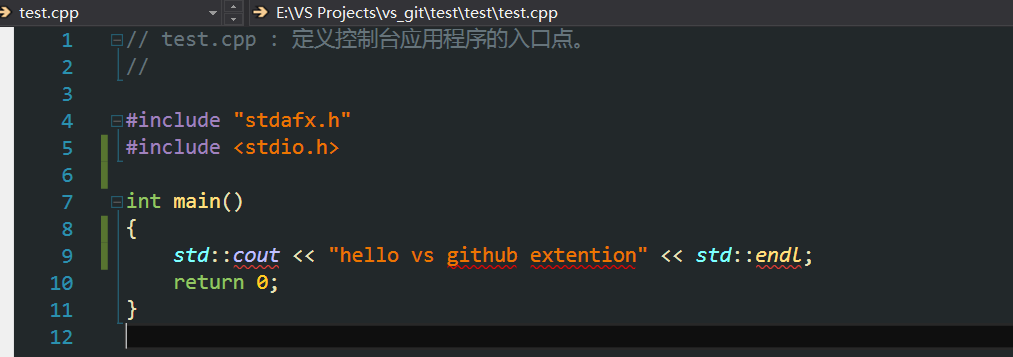 test.cpp E:\VS Projects\vs_git\test\test\test.cpp
1 // test.cpp : 定义控制台应用程序的入口点。
2 //
3
4 #include "stdafx.h"
5 #include <stdio.h>
6
7 int main()
8 {
9 std::cout << "hello vs github extention" << std::endl;
10 return 0;
11 }
12